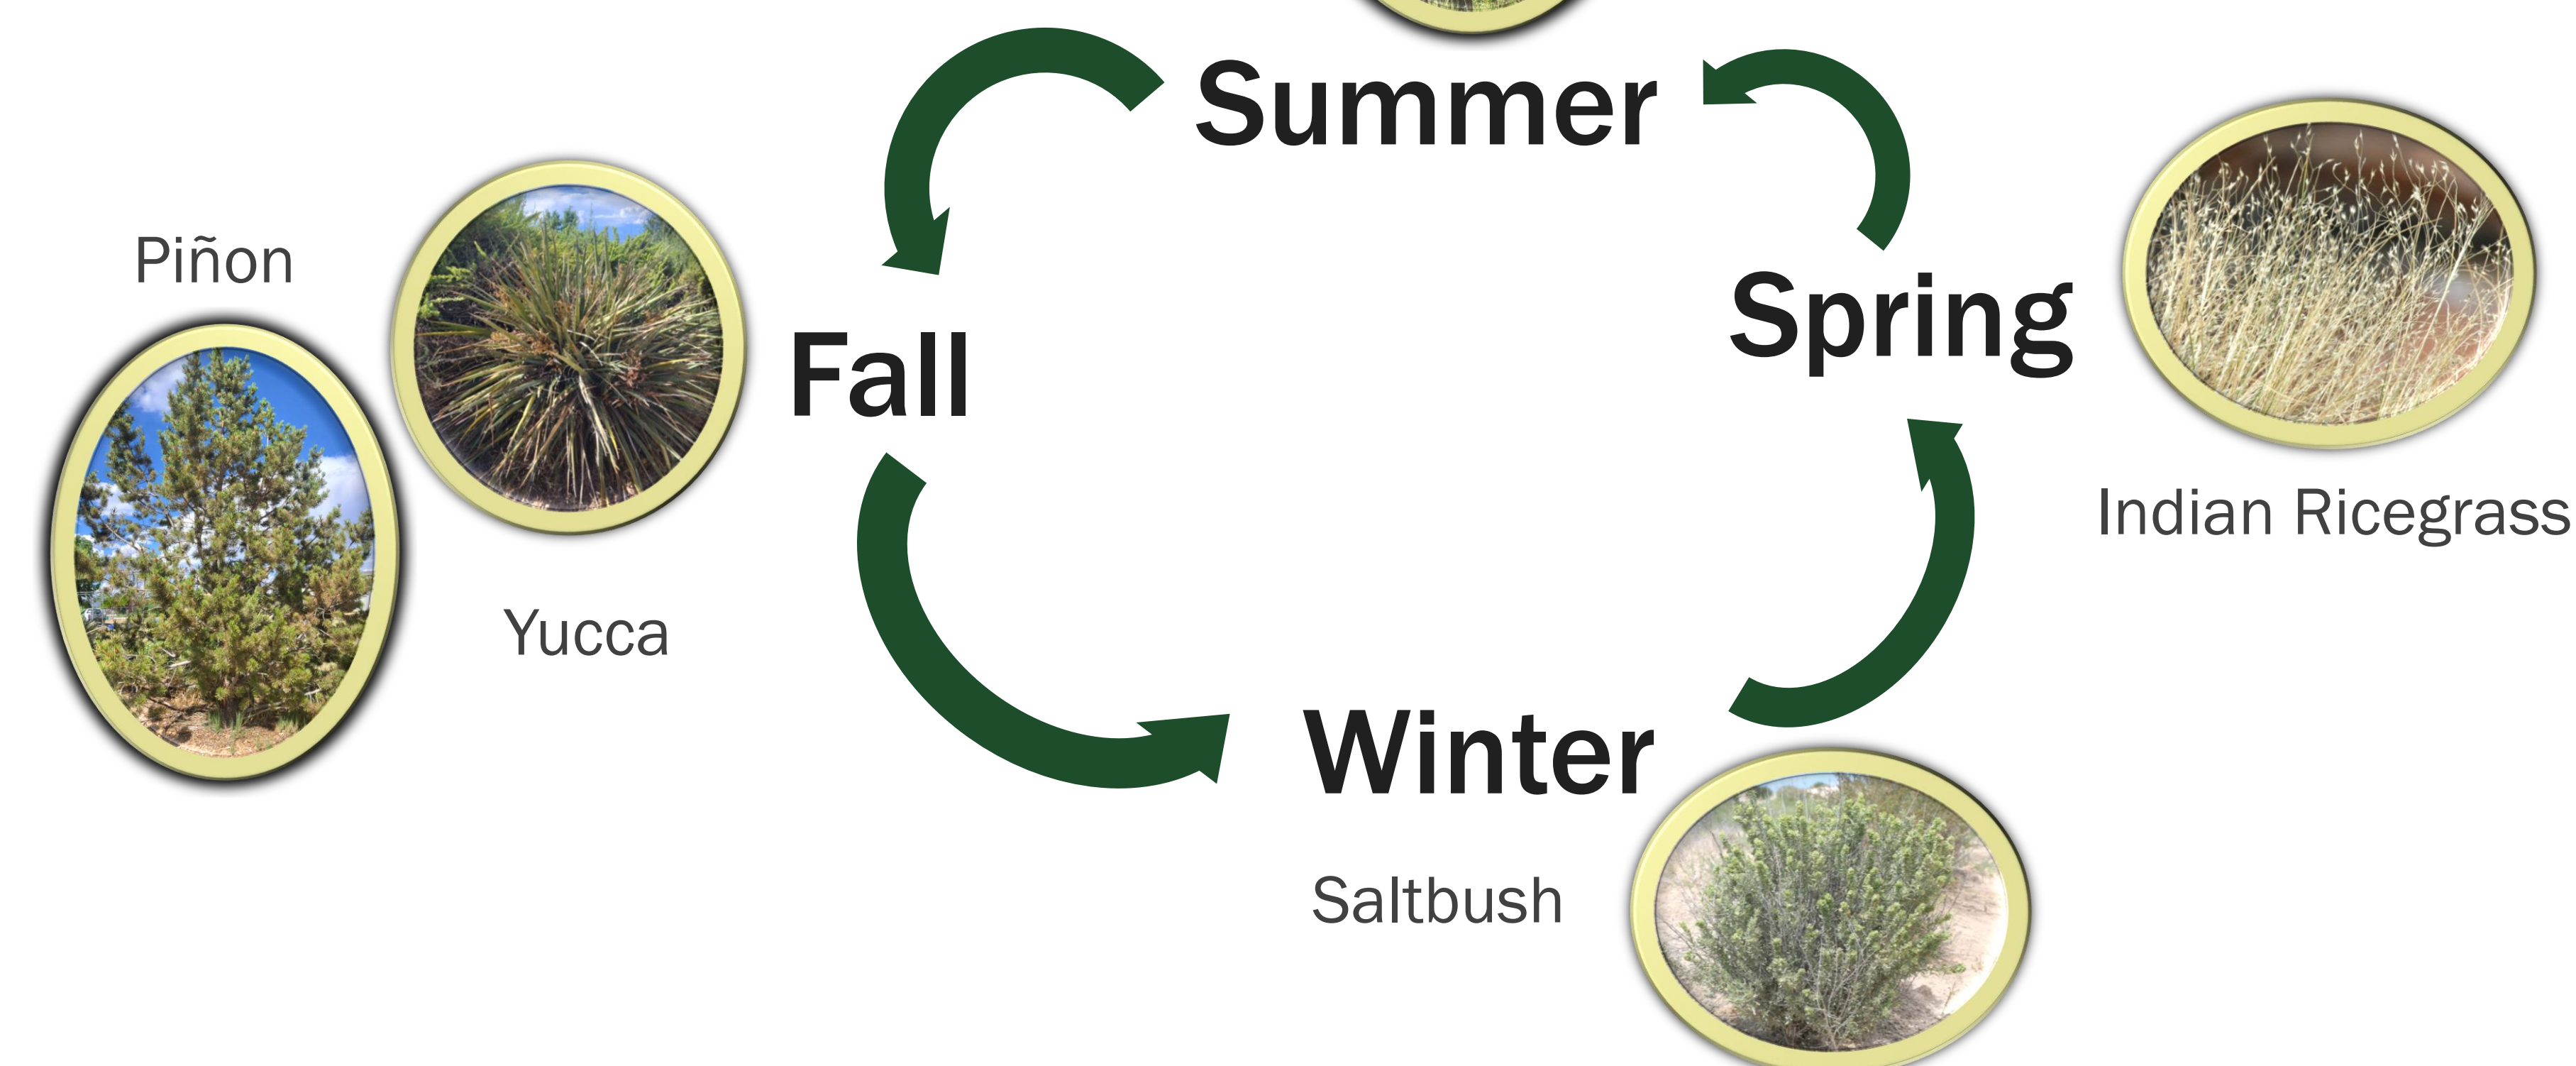 Summer
Piñon
Spring
Fall
Indian Ricegrass
Yucca
Winter
Saltbush